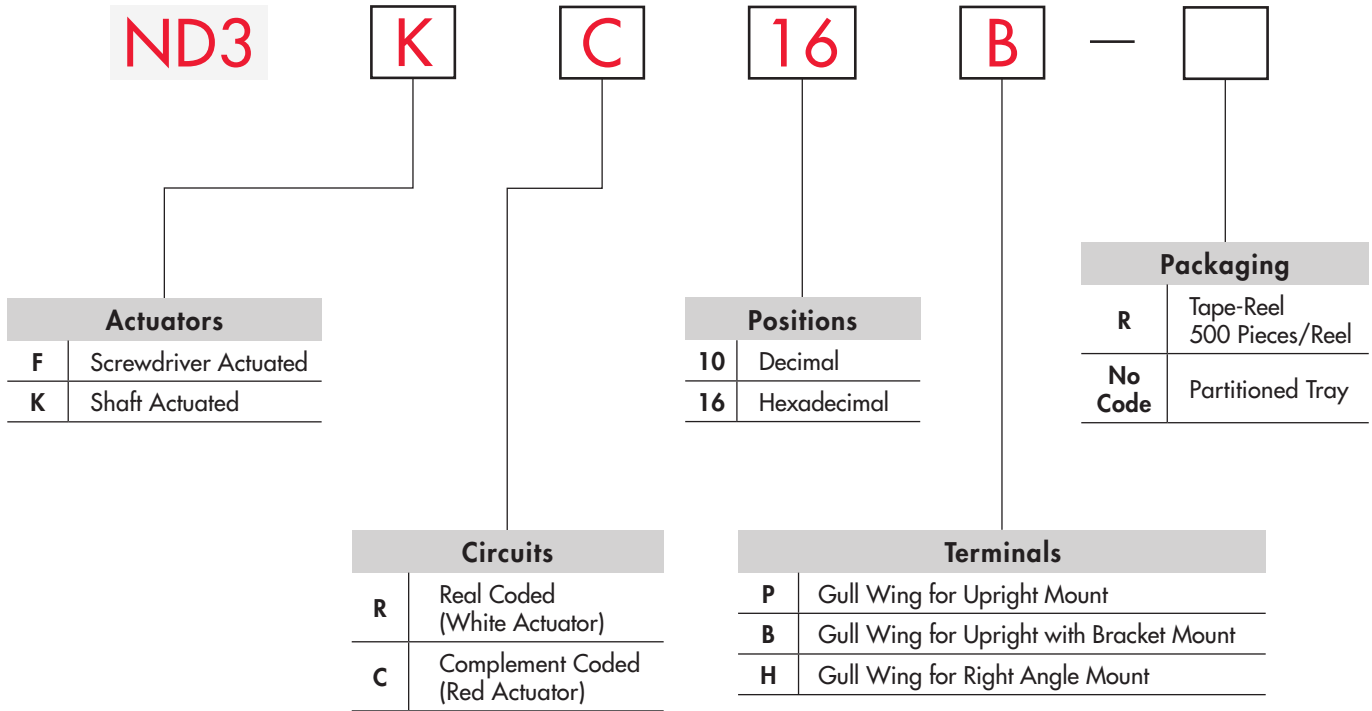 ND3 K C 16 B —
Actuators
F Screwdriver Actuated
K Shaft Actuated
Positions
10 Decimal
16 Hexadecimal
Packaging
R Tape-Reel
500 Pieces/Reel
No
Code Partitioned Tray
Circuits
R Real Coded
(White Actuator)
C Complement Coded
(Red Actuator)
Terminals
P Gull Wing for Upright Mount
B Gull Wing for Upright with Bracket Mount
H Gull Wing for Right Angle Mount